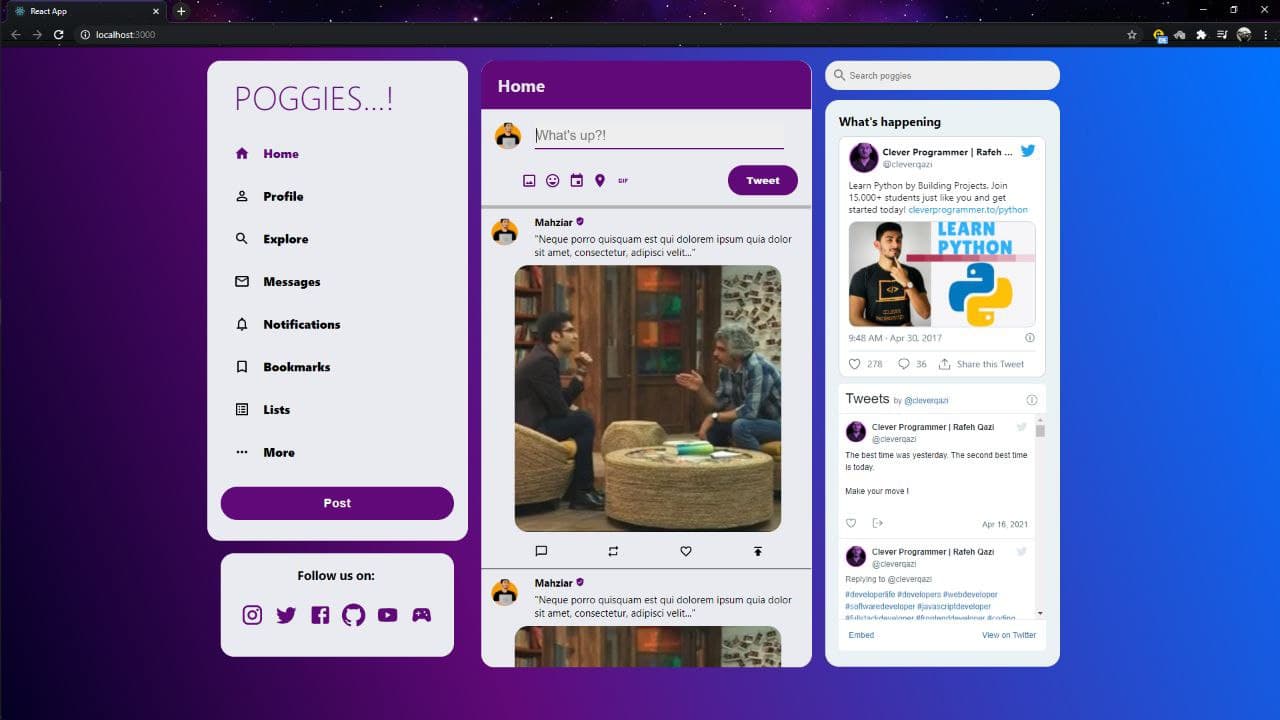 React App
localhost:3000
POGGIES...!
Home
Profile
Explore
Messages
Notifications
Bookmarks
Lists
More
Post
Follow us on:
Home
What's up?!
GIF
Tweet
Mahziar
"Neque porro quisquam est qui dolorem ipsum quia dolor
sit amet, consectetur, adipisci velit..."
Mahziar
"Neque porro quisquam est qui dolorem ipsum quia dolor
sit amet, consectetur, adipisci velit..."
Search poggies
What's happening
Clever Programmer | Rafeh ...
@cleverqazi
Learn Python by Building Projects. Join
15,000+ students just like you and get
started today! cleverprogrammer.to/python
LEARN
PYTHON
9:48 AM · Apr 30, 2017
278
36
Share this Tweet
Tweets by @cleverqazi
Clever Programmer | Rafeh Qazi
@cleverqazi
The best time was yesterday. The second best time
is today.
Make your move !
Apr 16, 2021
Clever Programmer | Rafeh Qazi
@cleverqazi
Replying to @cleverqazi
#developerlife #developers #webdeveloper
#softwaredeveloper #javascriptdeveloper
#fullstackdeveloper #frontenddeveloper #coding
Embed
View on Twitter